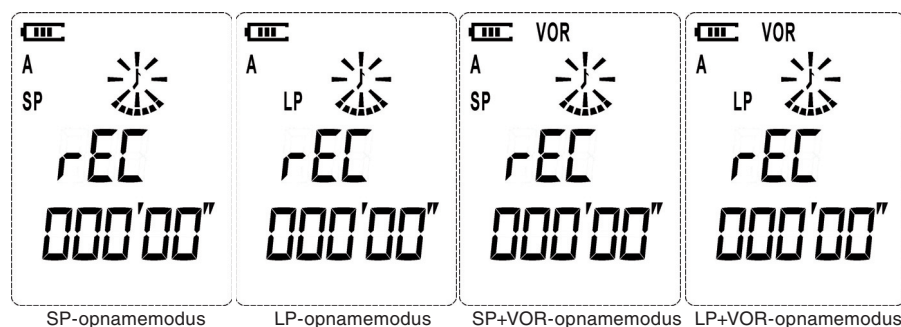 A
SP
rEC
000'00"
SP-opnamemodus
A
LP
rEC
000'00"
LP-opnamemodus
VOR
A
SP
rEC
000'00"
SP+VOR-opnamemodus
VOR
A
LP
rEC
000'00"
LP+VOR-opnamemodus